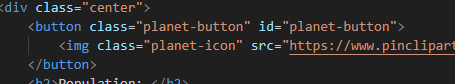 <div class="center">
<button class="planet-button" id="planet-button">
<img class="planet-icon" src="https://www.pinclipart
</button>
<h2>Population: </h2>